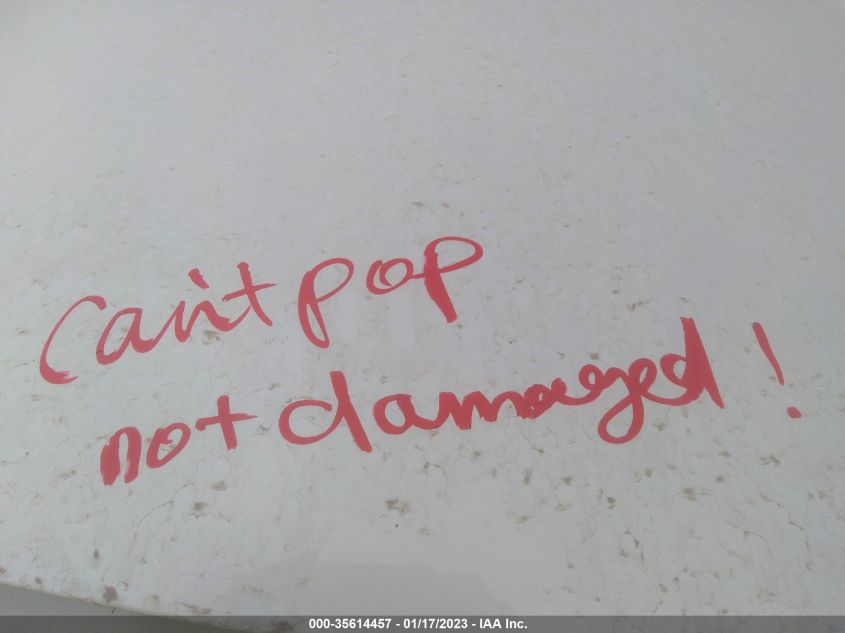 Can't pop
not damaged!
000-35614457 - 01/17/2023 - IAA Inc.